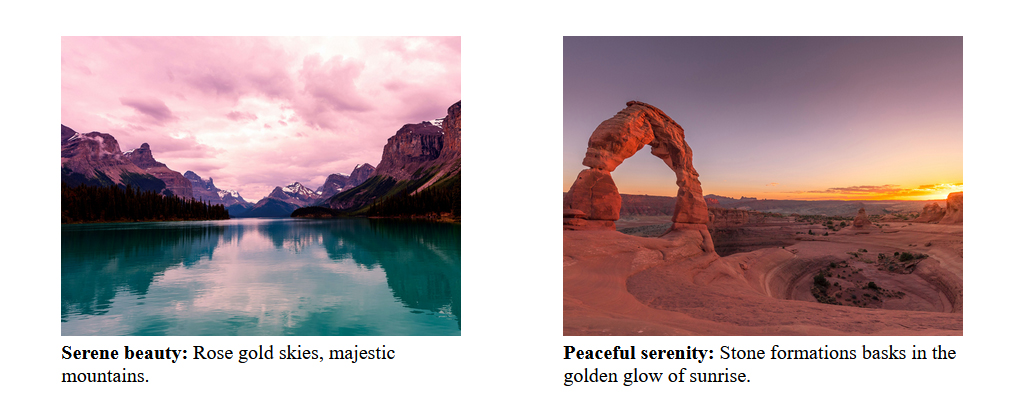 Serene beauty: Rose gold skies, majestic
mountains.
Peaceful serenity: Stone formations basks in the
golden glow of sunrise.